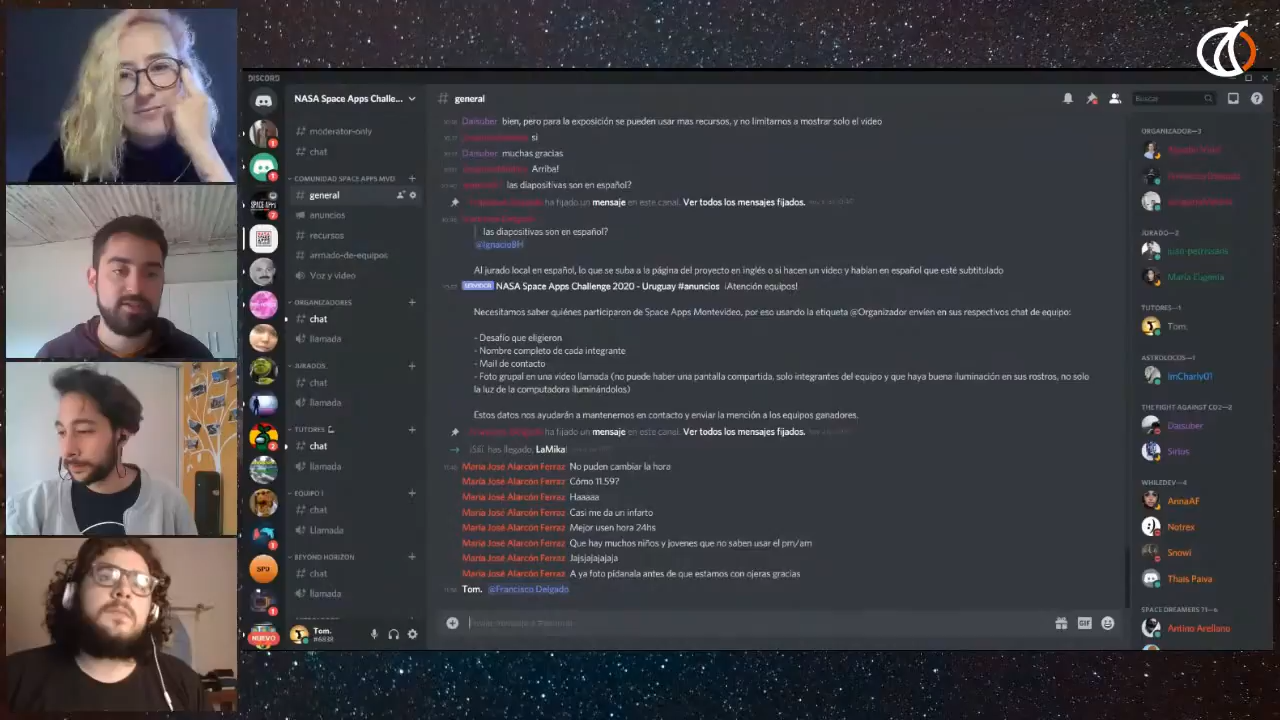 DISCORD
NASA Space Apps Challe...
moderator-only
chat
COMUNIDAD SPACE APPS MVD
general
anuncios
recursos
armado-de-equipos
Voz y video
ORGANIZADORES
chat
llamada
JURADOS
chat
llamada
TUTORES
chat
llamada
EQUIPO 1
chat
Llamada
BEYOND HORIZON
chat
llamada
SPACE APPS
NUEVO
Tom.
#6838
# general
Daisuber bien, pero para la exposición se pueden usar mas recursos, y no limitarnos a mostrar solo el video
si
Daisuber muchas gracias
Arriba!
las diapositivas son en español?
ha fijado un mensaje en este canal. Ver todos los mensajes fijados.
las diapositivas son en español?
@IgnacioBM
Al jurado local en español, lo que se suba a la página del proyecto en inglés o si hacen un video y hablan en español que esté subtitulado
SERVIDOR NASA Space Apps Challenge 2020 - Uruguay #anuncios ¡Atención equipos!
Necesitamos saber quiénes participaron de Space Apps Montevideo, por eso usando la etiqueta @Organizador envíen en sus respectivos chat de equipo:
- Desafío que eligieron
- Nombre completo de cada integrante
- Mail de contacto
- Foto grupal en una video llamada (no puede haber una pantalla compartida, solo integrantes del equipo y que haya buena iluminación en sus rostros, no solo
la luz de la computadora iluminándolos)
Estos datos nos ayudarán a mantenernos en contacto y enviar la mención a los equipos ganadores.
ha fijado un mensaje en este canal. Ver todos los mensajes fijados.
has llegado, LaMika!
María José Alarcón Ferraz No puden cambiar la hora
María José Alarcón Ferraz Cómo 11.59?
María José Alarcón Ferraz Haaaaa
María José Alarcón Ferraz Casi me da un infarto
María José Alarcón Ferraz Mejor usen hora 24hs
María José Alarcón Ferraz Que hay muchos niños y jovenes que no saben usar el pm/am
María José Alarcón Ferraz Jajsjajajaja
María José Alarcón Ferraz A ya foto pídanala antes de que estamos con ojeras gracias
Tom. @Francisco Delgado
GIF
Buscar
ORGANIZADOR—3
JURADO—2
María Eugenia
TUTORES—1
Tom.
ASTROLOCOS—1
ImCharly01
THE FIGHT AGAINST CO2—2
Daisuber
Sirius
WHILEDEV—4
AnnaAF
Notrex
Snowi
Thais Paiva
Antino Arellano